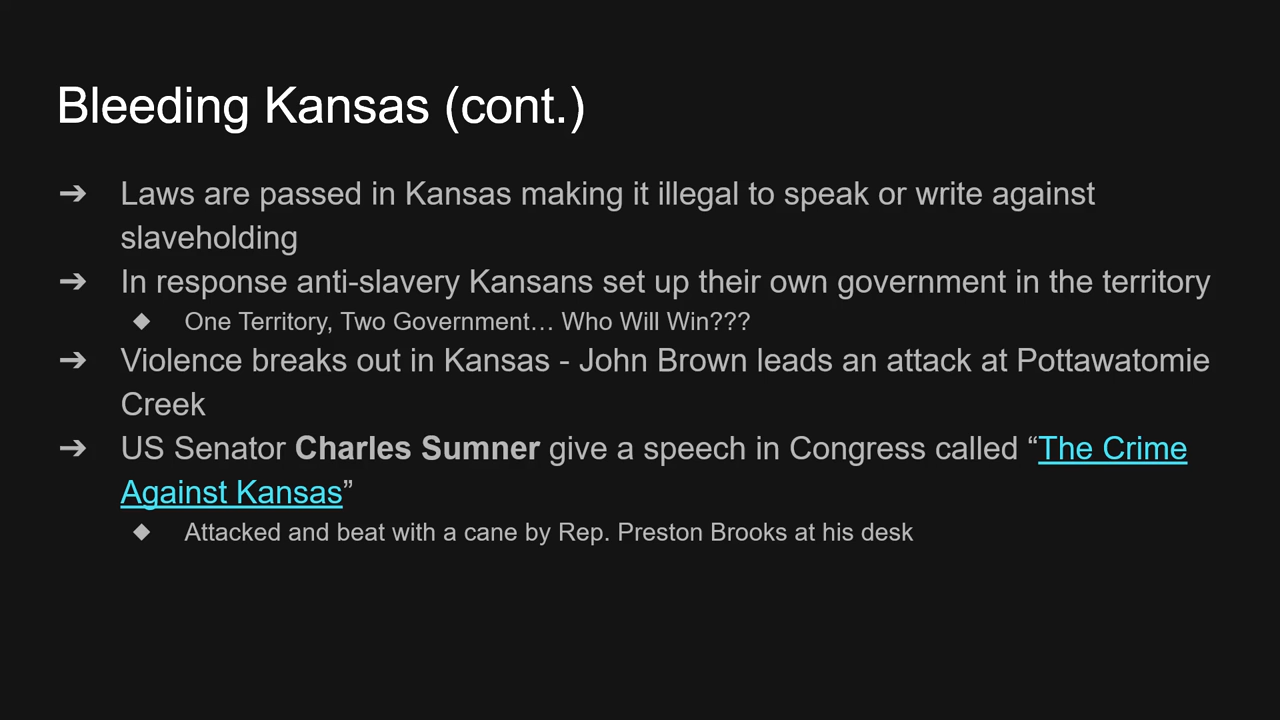 Bleeding Kansas (cont.)
➔ Laws are passed in Kansas making it illegal to speak or write against
slaveholding
➔ In response anti-slavery Kansans set up their own government in the territory
◆ One Territory, Two Government… Who Will Win???
➔ Violence breaks out in Kansas - John Brown leads an attack at Pottawatomie
Creek
➔ US Senator Charles Sumner give a speech in Congress called “The Crime
Against Kansas”
◆ Attacked and beat with a cane by Rep. Preston Brooks at his desk